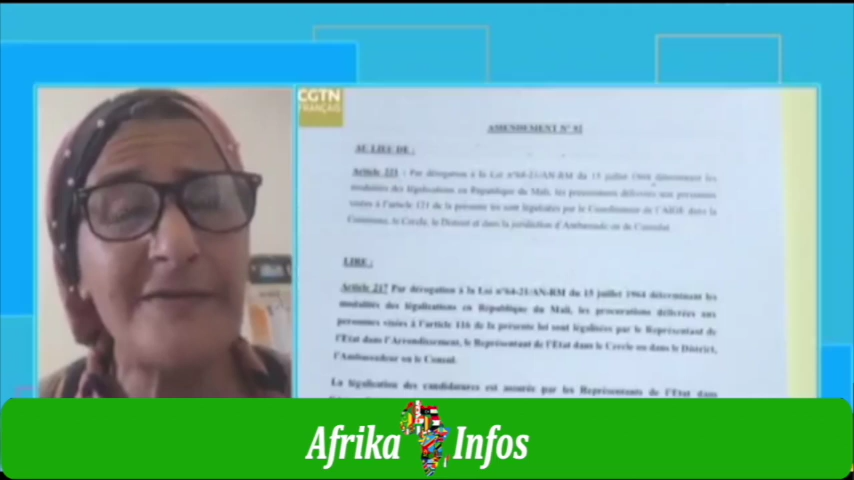 CGTN
FRANÇAIS
AMENDEMENT N° 92
AU LIEU DE :
Article 221 : Par dérogation à la Loi n°64-21/AN-RM du 15 juillet 1964 déterminant les
modalités des légalisations en République du Mali, les procurations délivrées aux personnes
visées à l'article 121 de la présente loi sont légalisées par le Coordinateur de l'AIGE dans la
Commune, le Cercle, le District et dans la juridiction d'Ambassade ou de Consulat
LIRE :
Article 217 Par dérogation à la Loi n°64-21/AN-RM du 15 juillet 1964 déterminant les
modalités des légalisations en République du Mali, les procurations délivrées aux
personnes visées à l'article 116 de la présente loi sont légalisées par le Représentant de
l'Etat dans l'Arrondissement, le Représentant de l'Etat dans le Cercle ou dans le District,
l'Ambassadeur ou le Consul.
La légalisation des candidatures est assurée par les Représentants de l'Etat dans
Afrika Infos